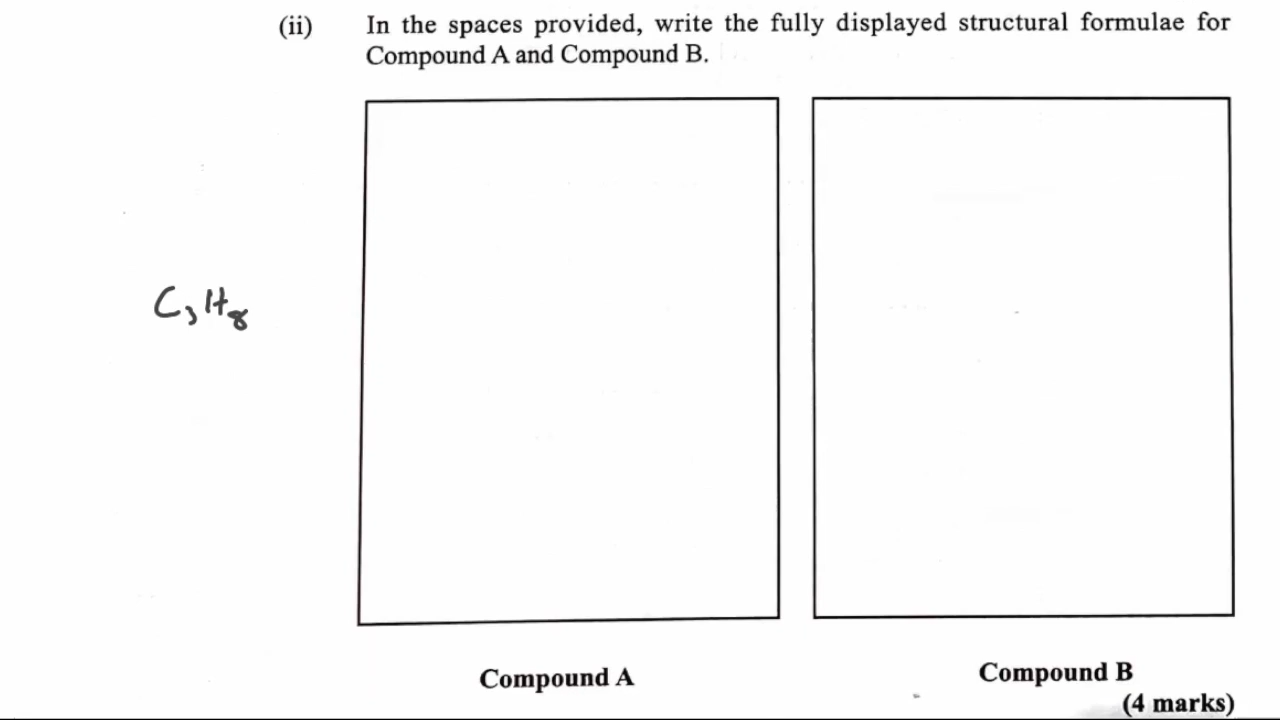 (ii) In the spaces provided, write the fully displayed structural formulae for
Compound A and Compound B.
C₃H₈
Compound A
Compound B
(4 marks)